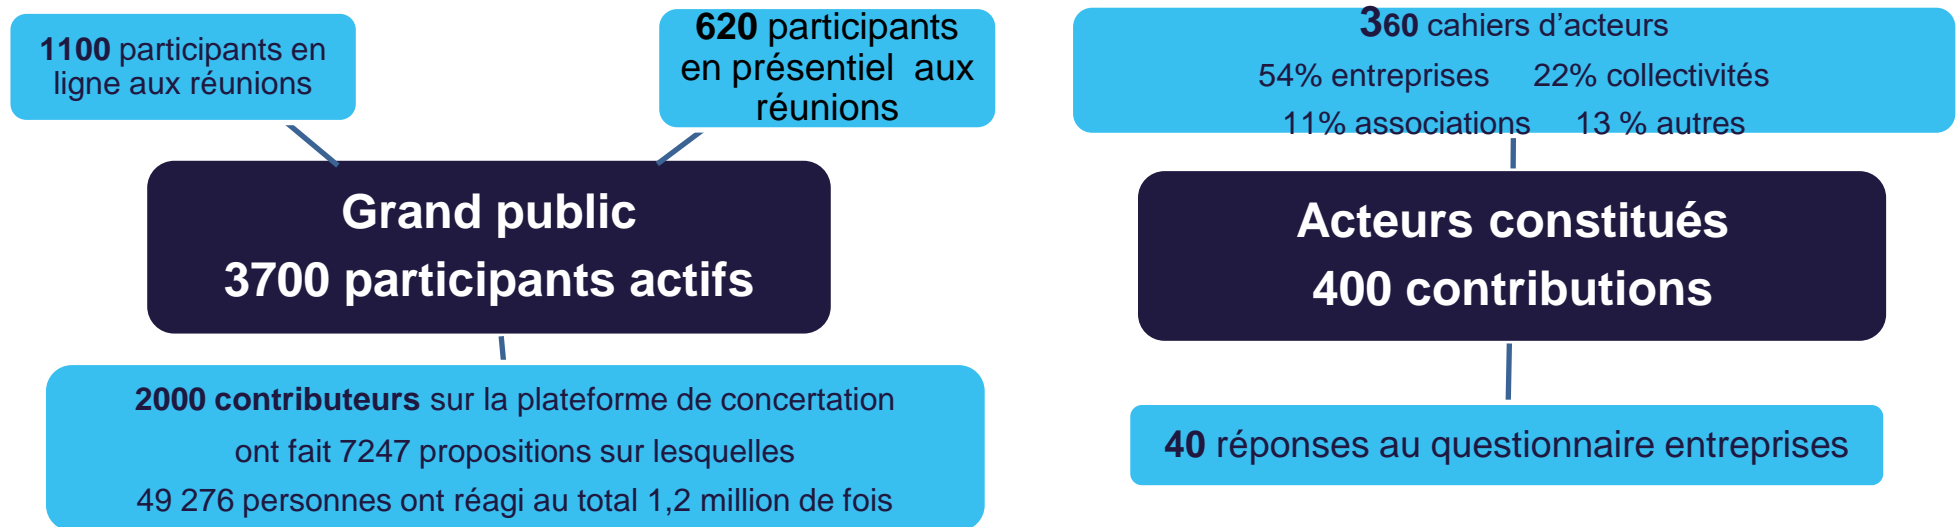 1100 participants en
ligne aux réunions
620 participants
en présentiel aux
réunions
Grand public
3700 participants actifs
2000 contributeurs sur la plateforme de concertation
ont fait 7247 propositions sur lesquelles
49 276 personnes ont réagi au total 1,2 million de fois
360 cahiers d’acteurs
54% entreprises 22% collectivités
11% associations 13 % autres
Acteurs constitués
400 contributions
40 réponses au questionnaire entreprises